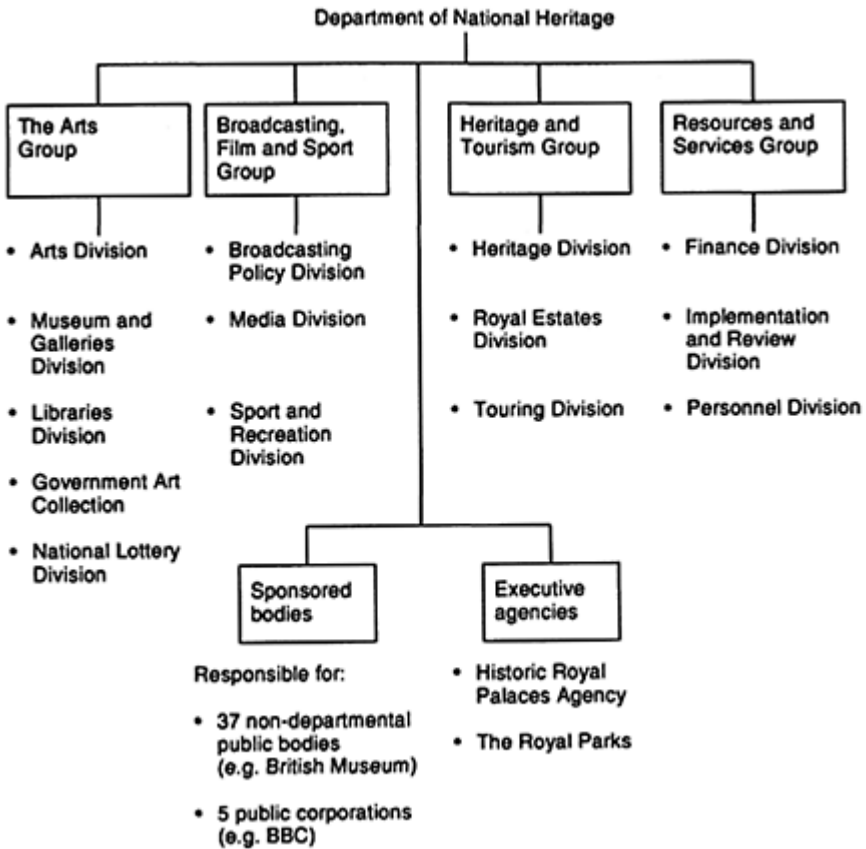 Department of National Heritage
The Arts
Group
• Arts Division
• Museum and
Galleries
Division
• Libraries
Division
• Government Art
Collection
• National Lottery
Division
Broadcasting,
Film and Sport
Group
• Broadcasting
Policy Division
• Media Division
• Sport and
Recreation
Division
Heritage and
Tourism Group
• Heritage Division
• Royal Estates
Division
• Touring Division
Resources and
Services Group
• Finance Division
• Implementation
and Review
Division
• Personnel Division
Sponsored
bodies
Responsible for:
• 37 non-departmental
public bodies
(e.g. British Museum)
• 5 public corporations
(e.g. BBC)
Executive
agencies
• Historic Royal
Palaces Agency
• The Royal Parks